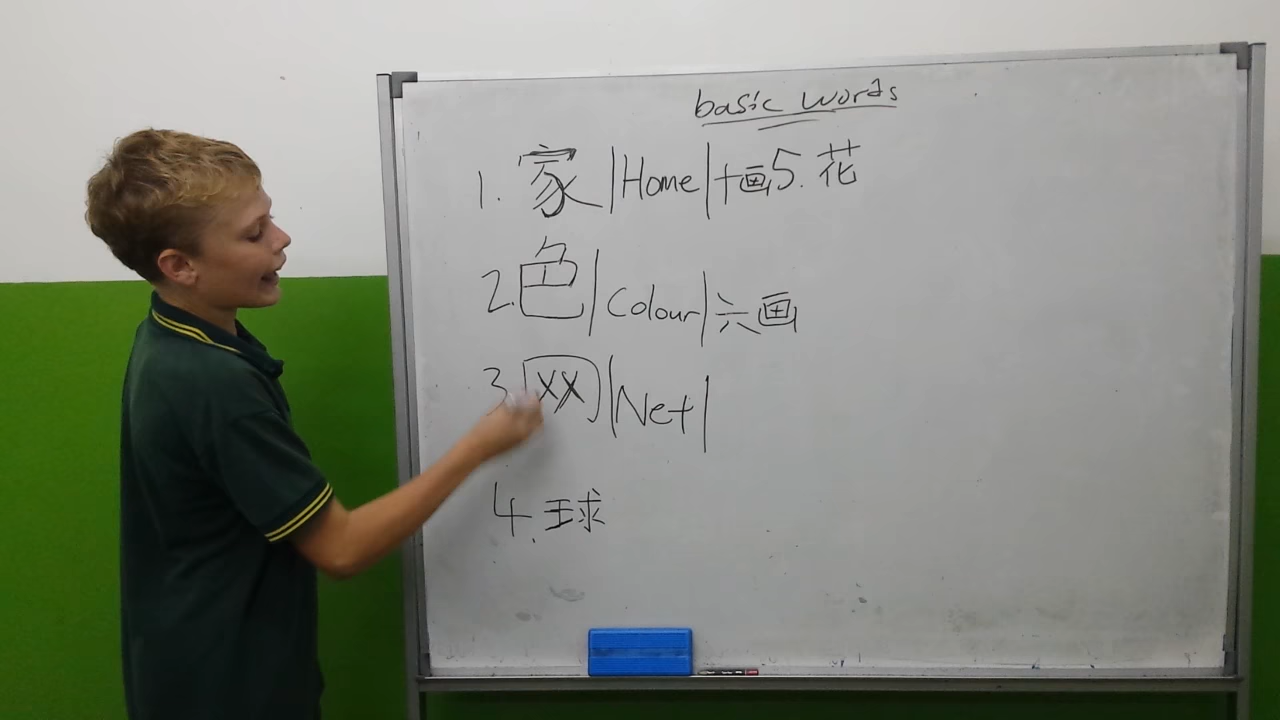 basic words
1. 家|Home|十画 5. 花
2. 色|Colour|六画
3. 网|Net|
4. 球